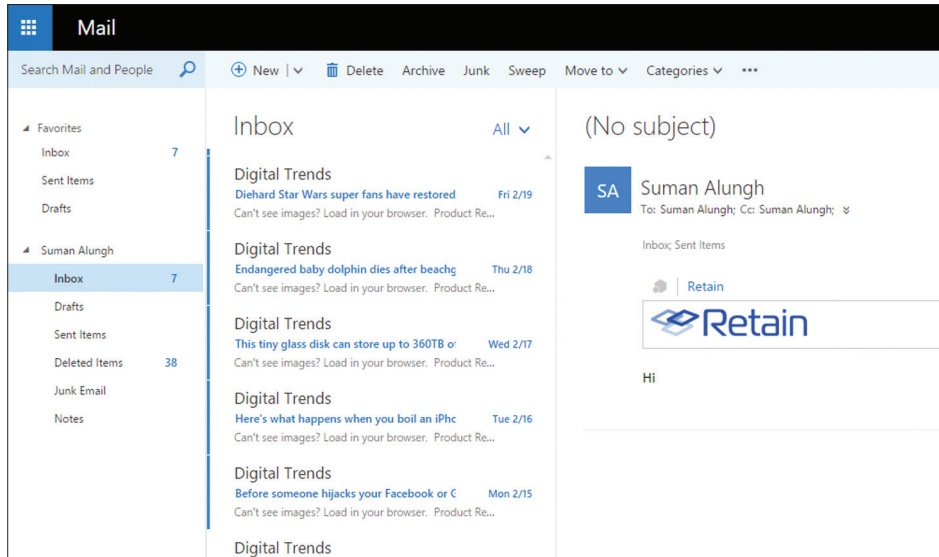 Mail
Search Mail and People
New
Delete Archive Junk Sweep Move to Categories •••
Favorites
Inbox 7
Sent Items
Drafts
Suman Alungh
Inbox 7
Drafts
Sent Items
Deleted Items 38
Junk Email
Notes
Inbox All
Digital Trends
Diehard Star Wars super fans have restored Fri 2/19
Can't see images? Load in your browser. Product Re...
Digital Trends
Endangered baby dolphin dies after beachg Thu 2/18
Can't see images? Load in your browser. Product Re...
Digital Trends
This tiny glass disk can store up to 360TB of Wed 2/17
Can't see images? Load in your browser. Product Re...
Digital Trends
Here's what happens when you boil an iPho Tue 2/16
Can't see images? Load in your browser. Product Re...
Digital Trends
Before someone hijacks your Facebook or G Mon 2/15
Can't see images? Load in your browser. Product Re...
Digital Trends
(No subject)
SA
Suman Alungh
To: Suman Alungh; Cc: Suman Alungh;
Inbox; Sent Items
Retain
Retain
Hi